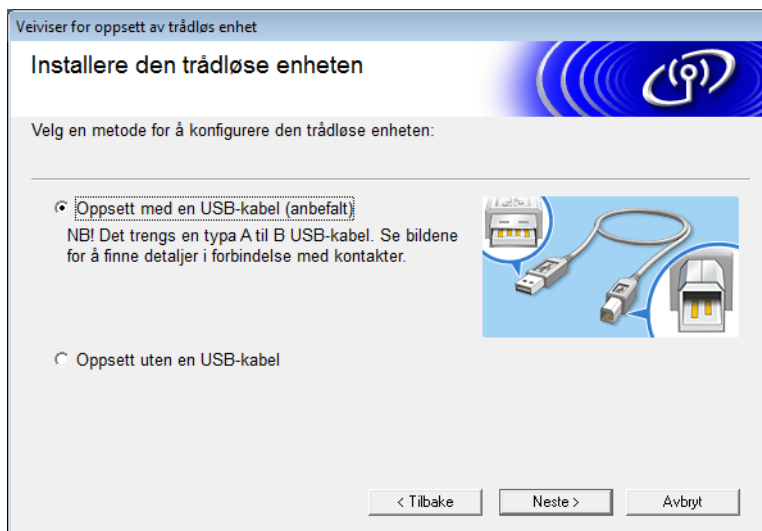 Veiviser for oppsett av trådløs enhet
Installere den trådløse enheten
Velg en metode for å konfigurere den trådløse enheten:
Oppsett med en USB-kabel (anbefalt)
NB! Det trengs en typa A til B USB-kabel. Se bildene
for å finne detaljer i forbindelse med kontakter.
Oppsett uten en USB-kabel
< Tilbake
Neste >
Avbryt